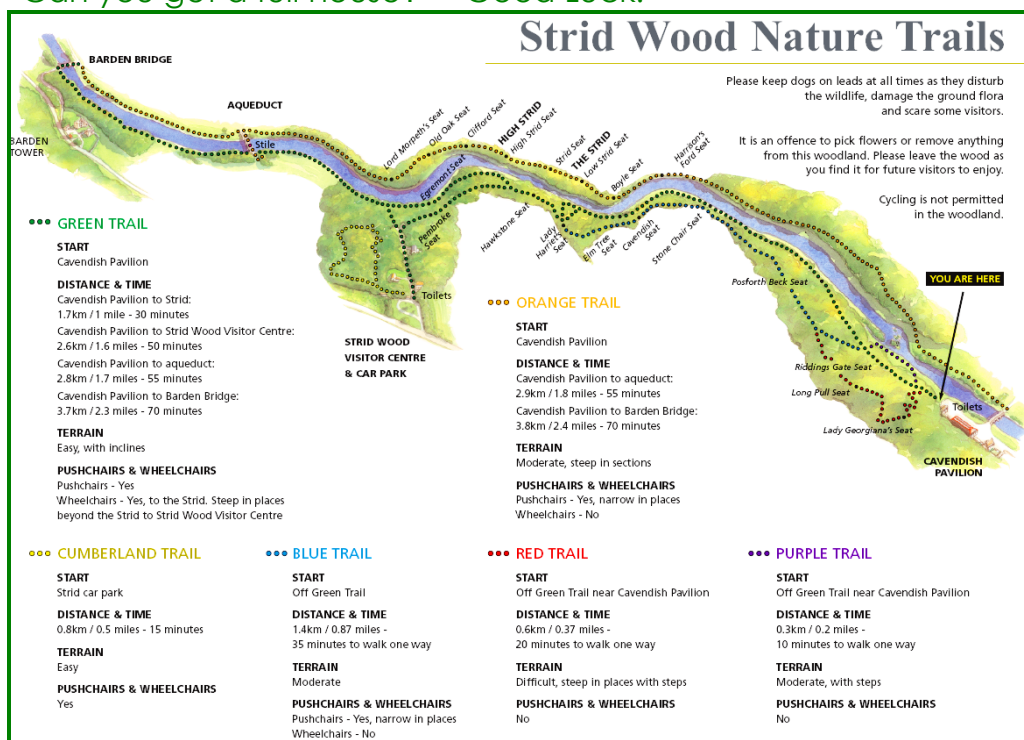 Can you get a full house? Good Luck!
Strid Wood Nature Trails
Please keep dogs on leads at all times as they disturb
the wildlife, damage the ground flora
and scare some visitors.
It is an offence to pick flowers or remove anything
from this woodland. Please leave the wood as
you find it for future visitors to enjoy.
Cycling is not permitted
in the woodland.
BARDEN BRIDGE
BARDEN
TOWER
AQUEDUCT
Stile
Lord Morpeth's Seat
Old Oak Seat
Clifford Seat
HIGH STRID
High Strid Seat
Strid Seat
THE STRID
Low Strid Seat
Boyle Seat
Harrison's
Ford Seat
Egremont Seat
Pembroke
Seat
Hawkstone Seat
Lady
Harriet's
Seat
Elm Tree
Seat
Cavendish
Seat
Stone Chair Seat
Posforth Beck Seat
Riddings Gate Seat
Long Pull Seat
Lady Georgiana's Seat
YOU ARE HERE
Toilets
CAVENDISH
PAVILION
Toilets
STRID WOOD
VISITOR CENTRE
& CAR PARK
GREEN TRAIL
START
Cavendish Pavilion
DISTANCE & TIME
Cavendish Pavilion to Strid:
1.7km / 1 mile - 30 minutes
Cavendish Pavilion to Strid Wood Visitor Centre:
2.6km / 1.6 miles - 50 minutes
Cavendish Pavilion to aqueduct:
2.8km / 1.7 miles - 55 minutes
Cavendish Pavilion to Barden Bridge:
3.7km / 2.3 miles - 70 minutes
TERRAIN
Easy, with inclines
PUSHCHAIRS & WHEELCHAIRS
Pushchairs - Yes
Wheelchairs - Yes, to the Strid. Steep in places
beyond the Strid to Strid Wood Visitor Centre
ORANGE TRAIL
START
Cavendish Pavilion
DISTANCE & TIME
Cavendish Pavilion to aqueduct:
2.9km / 1.8 miles - 55 minutes
Cavendish Pavilion to Barden Bridge:
3.8km / 2.4 miles - 70 minutes
TERRAIN
Moderate, steep in sections
PUSHCHAIRS & WHEELCHAIRS
Pushchairs - Yes, narrow in places
Wheelchairs - No
CUMBERLAND TRAIL
START
Strid car park
DISTANCE & TIME
0.8km / 0.5 miles - 15 minutes
TERRAIN
Easy
PUSHCHAIRS & WHEELCHAIRS
Yes
BLUE TRAIL
START
Off Green Trail
DISTANCE & TIME
1.4km / 0.87 miles -
35 minutes to walk one way
TERRAIN
Moderate
PUSHCHAIRS & WHEELCHAIRS
Pushchairs - Yes, narrow in places
Wheelchairs - No
RED TRAIL
START
Off Green Trail near Cavendish Pavilion
DISTANCE & TIME
0.6km / 0.37 miles -
20 minutes to walk one way
TERRAIN
Difficult, steep in places with steps
PUSHCHAIRS & WHEELCHAIRS
No
PURPLE TRAIL
START
Off Green Trail near Cavendish Pavilion
DISTANCE & TIME
0.3km / 0.2 miles -
10 minutes to walk one way
TERRAIN
Moderate, with steps
PUSHCHAIRS & WHEELCHAIRS
No